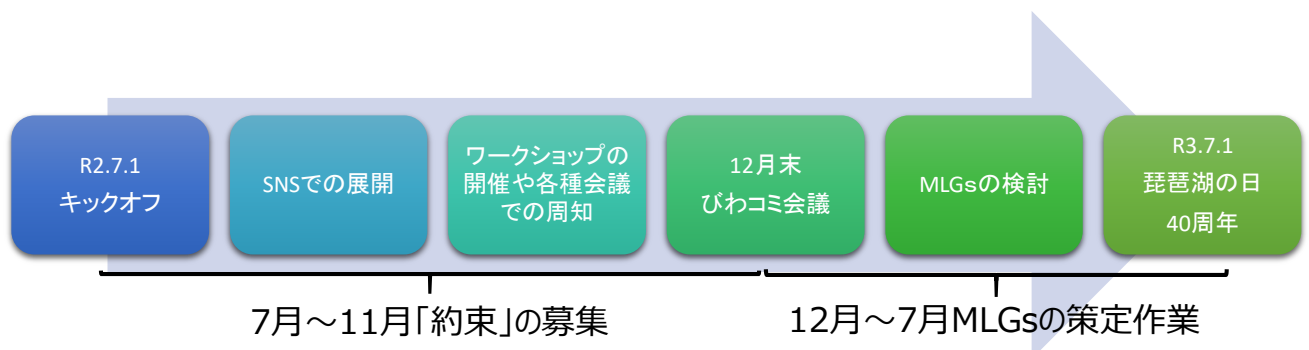 R2.7.1
キックオフ
SNSでの展開
ワークショップの
開催や各種会議
での周知
12月末
びわコミ会議
MLGsの検討
R3.7.1
琵琶湖の日
40周年
7月～11月「約束」の募集
12月～7月MLGsの策定作業